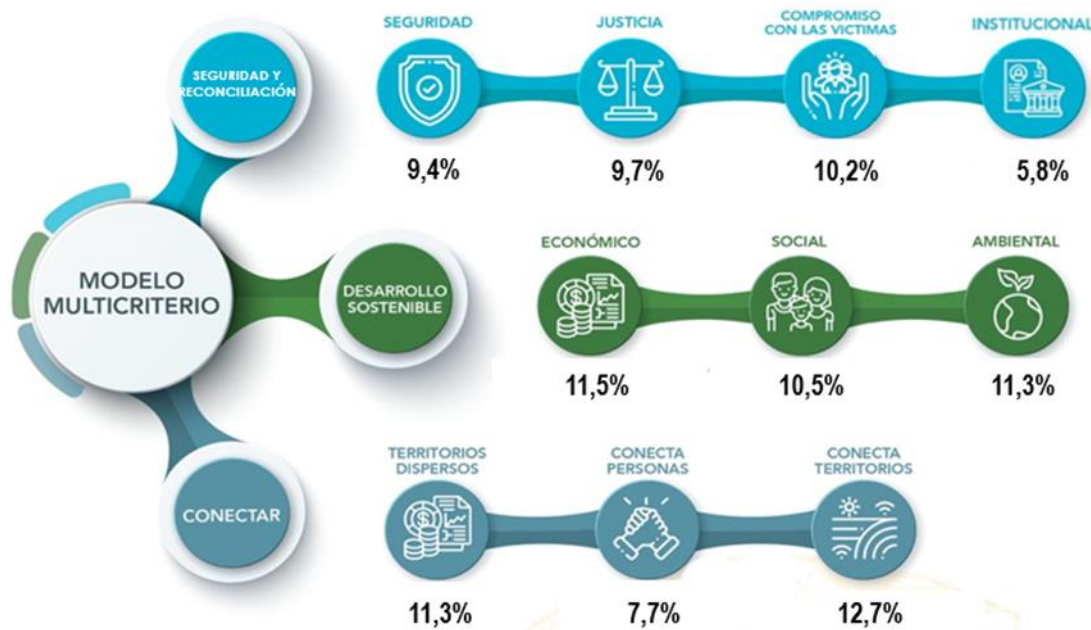 SEGURIDAD
JUSTICIA
COMPROMISO
CON LAS VICTIMAS
INSTITUCIONAL
SEGURIDAD Y
RECONCILIACIÓN
9,4%
9,7%
10,2%
5,8%
MODELO
MULTICRITERIO
DESARROLLO
SOSTENIBLE
ECONÓMICO
SOCIAL
AMBIENTAL
11,5%
10,5%
11,3%
CONECTAR
TERRITORIOS
DISPERSOS
CONECTA
PERSONAS
CONECTA
TERRITORIOS
11,3%
7,7%
12,7%